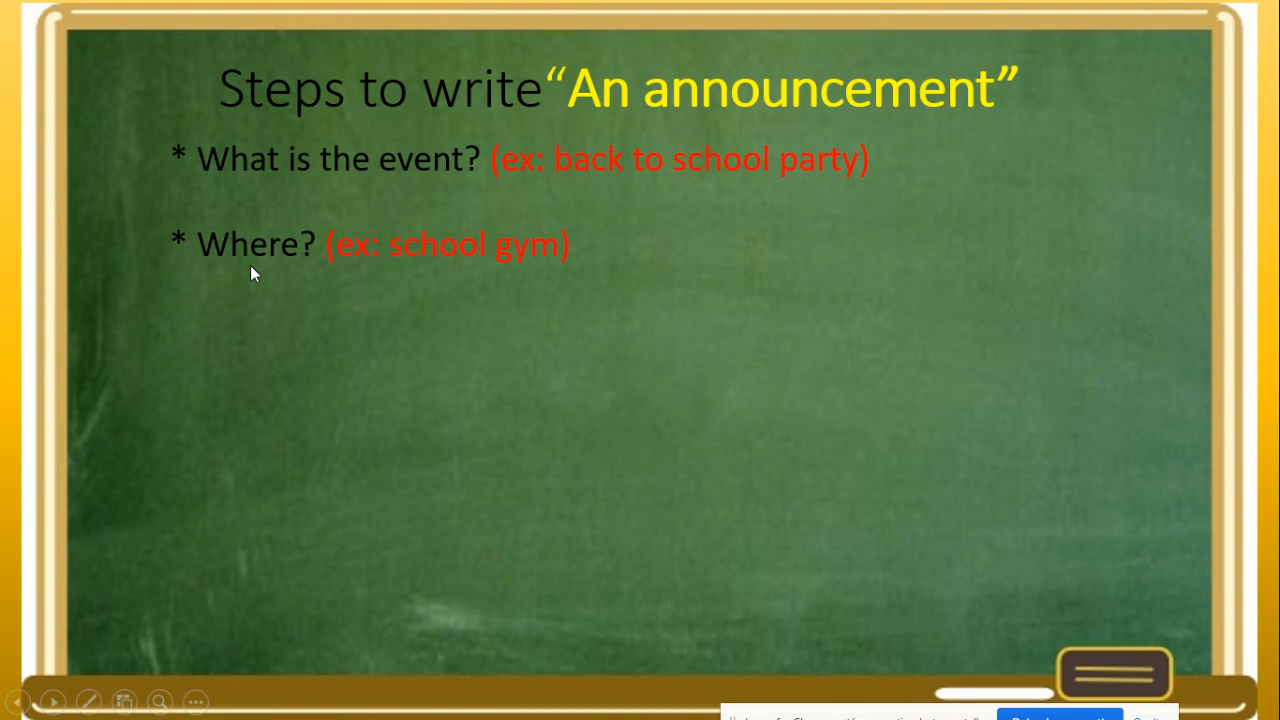 Steps to write“An announcement”
* What is the event? (ex: back to school party)
* Where? (ex: school gym)